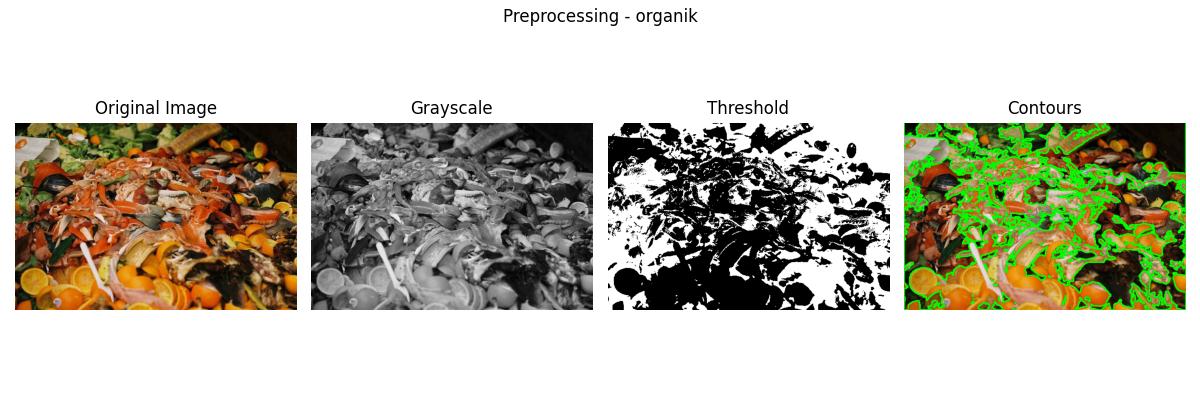 Preprocessing - organik
Original Image
Grayscale
Threshold
Contours